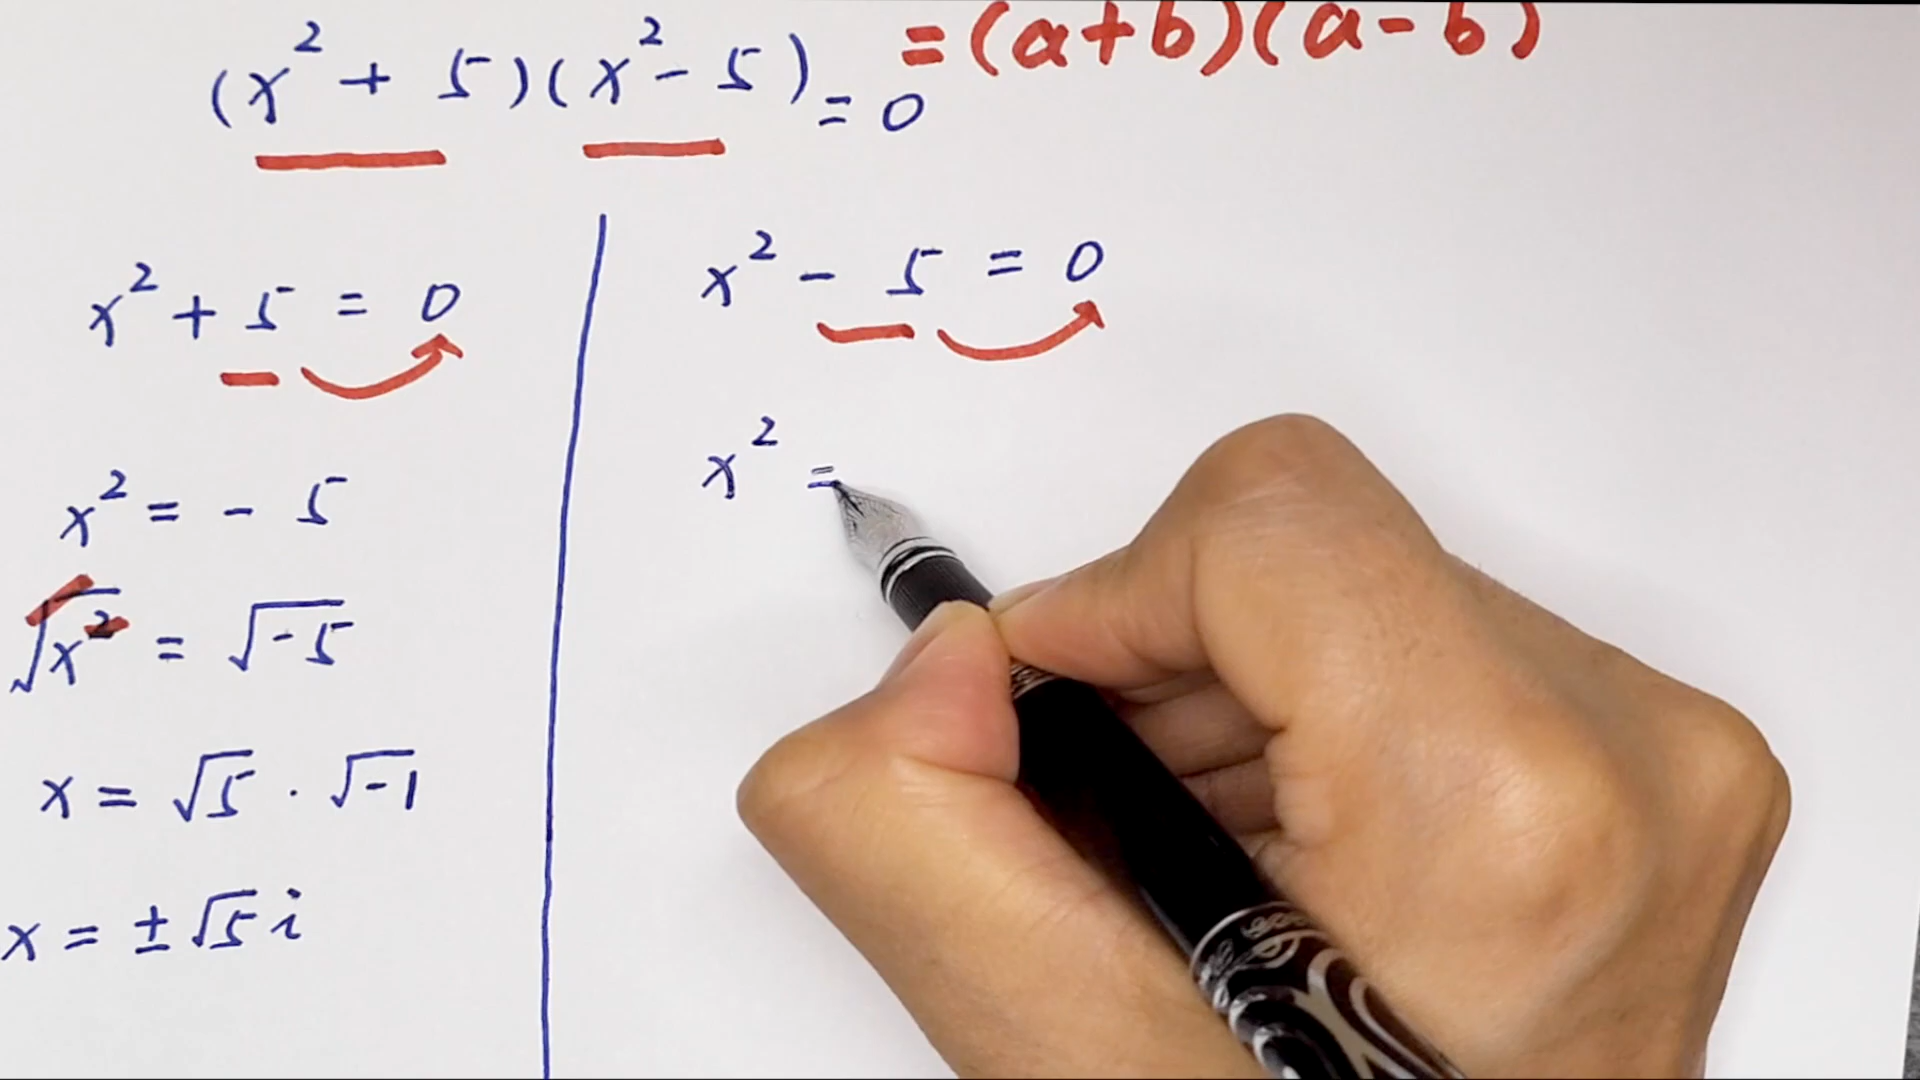 = (a+b)(a-b)
(x² + 5)(x² - 5) = 0
x² + 5 = 0
x² = - 5
√x² = √-5
x = √5 · √-1
x = ± √5 i
x² - 5 = 0
x² =